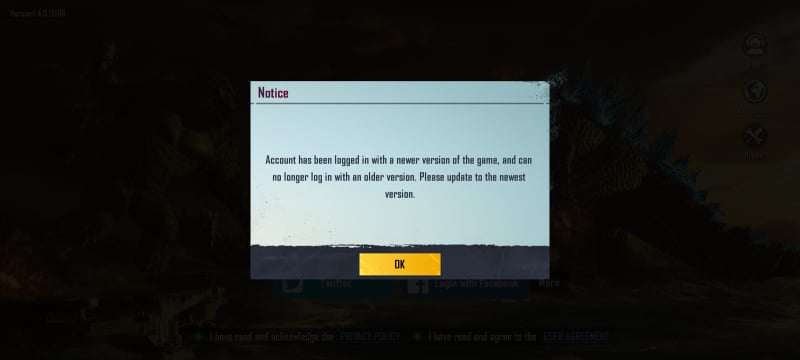 Notice
Account has been logged in with a newer version of the game, and can
no longer log in with an older version. Please update to the newest
version.
OK
Twitter
Login with Facebook
More
I have read and acknowledge the PRIVACY POLICY
I have read and agree to the USER AGREEMENT